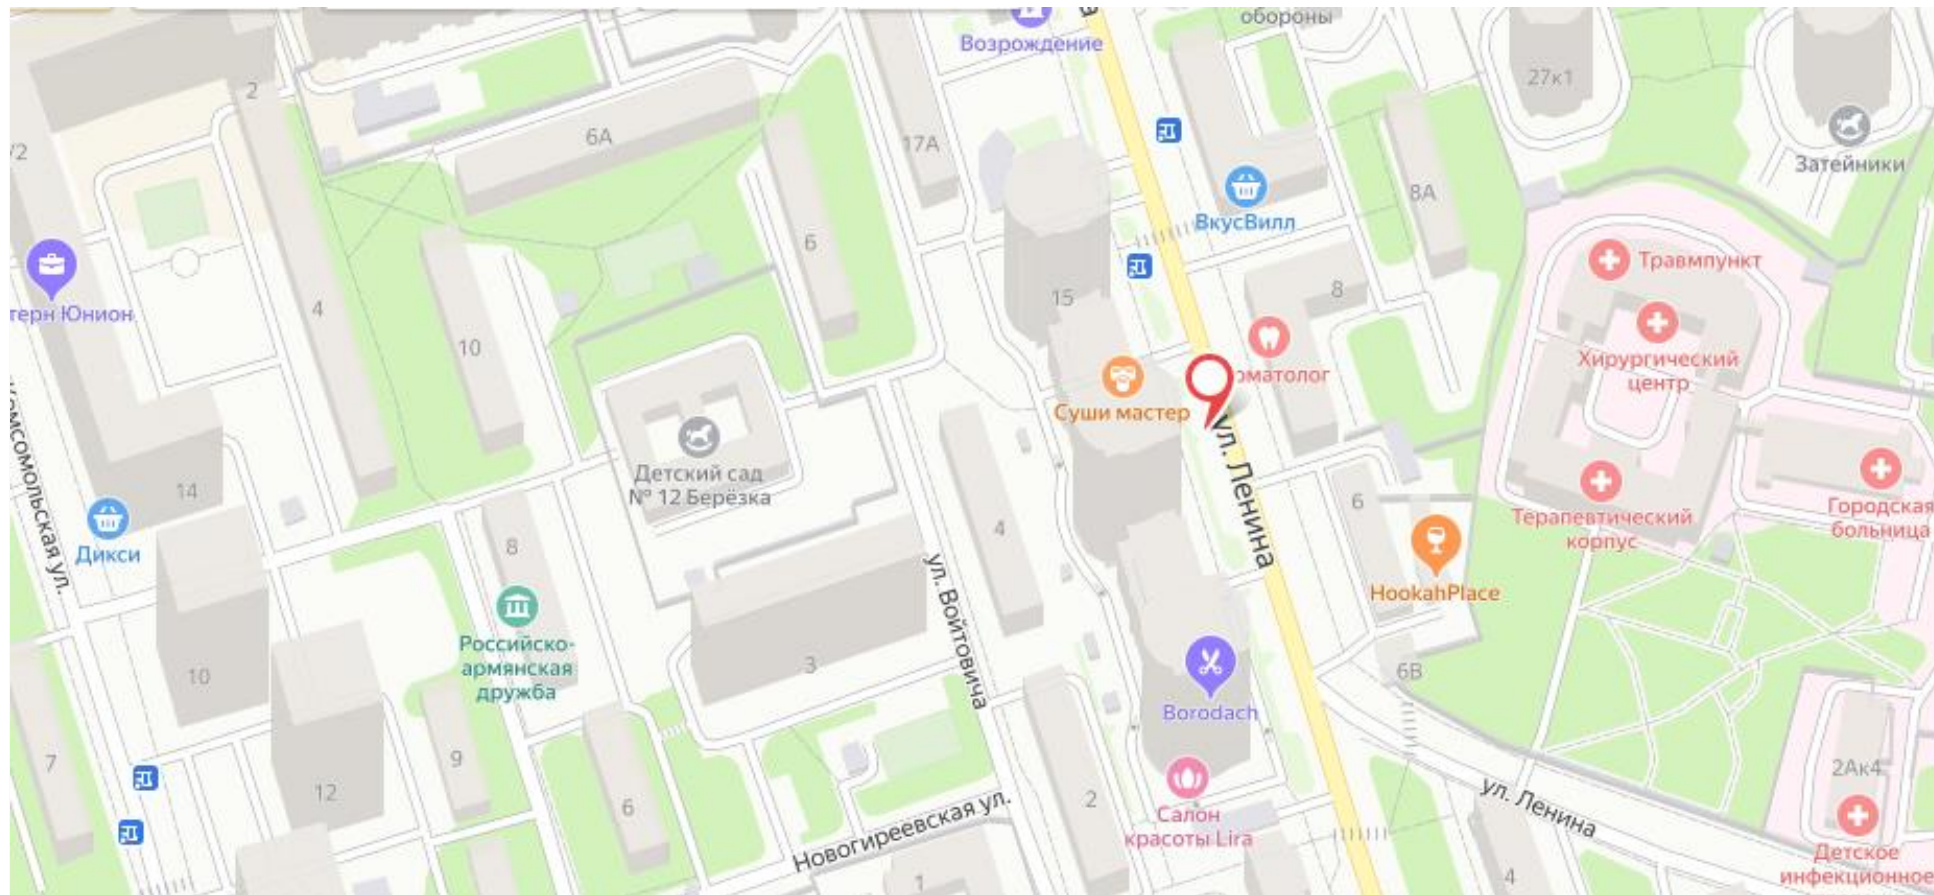 обороны
Возрождение
27к1
2
6А
17А
Затейники
/2
8А
ВкусВилл
6
Травмпункт
8
15
терн Юнион
4
10
Хирургический
центр
оматолог
Суши мастер
ул. Ленина
Детский сад
№ 12 Берёзка
Комсомольская ул.
14
Городская
больница
6
Терапевтический
корпус
4
Дикси
8
HookahPlace
ул. Войтовича
Российско-
армянская
дружба
3
10
6В
Borodach
7
9
2Ак4
12
2
6
ул. Ленина
Новогиреевская ул.
Салон
красоты Lira
Детское
инфекционное
1
4